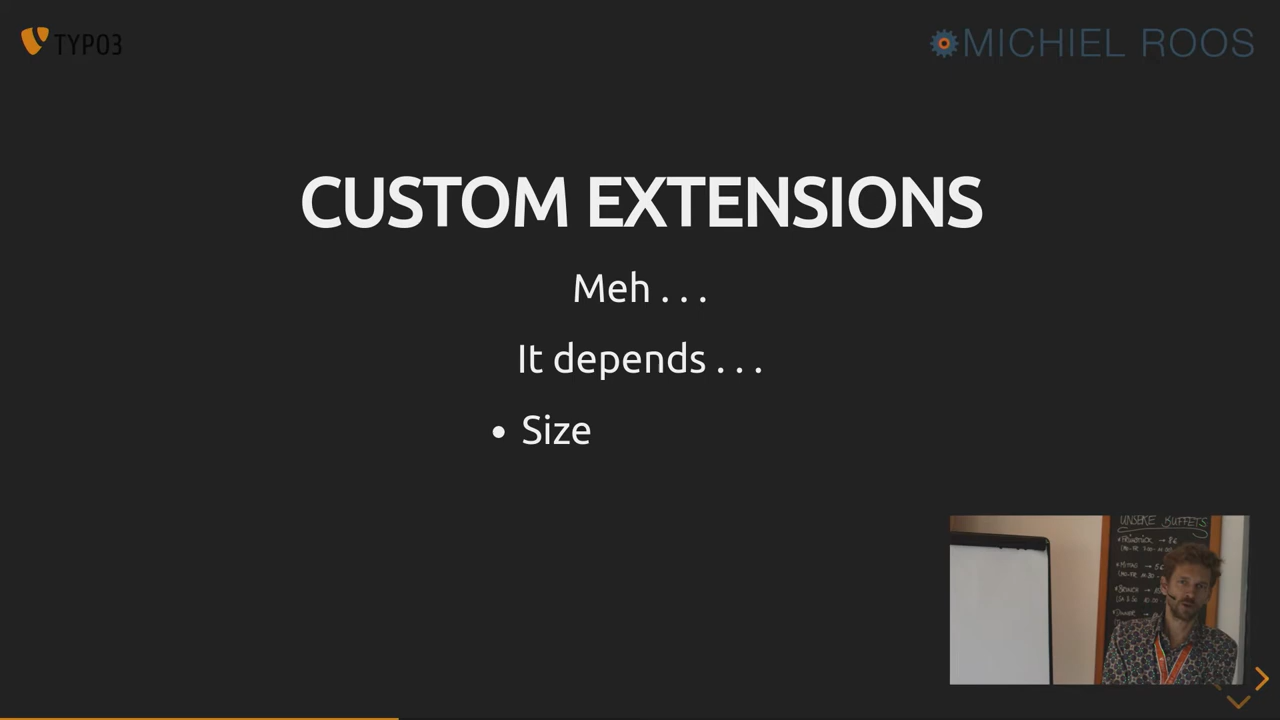 TYPO3
MICHIEL ROOS
CUSTOM EXTENSIONS
Meh . . .
It depends . . .
• Size
UNSERE BUFFETS